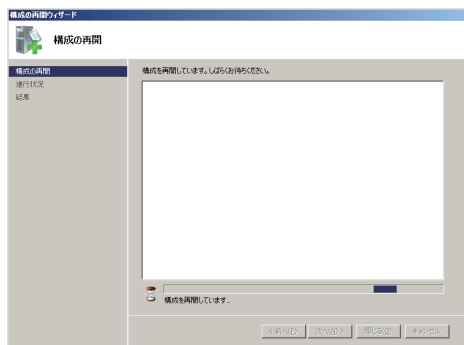 構成の再開ウィザード
構成の再開
構成の再開
進行状況
結果
構成を再開しています。しばらくお待ちください。
構成を再開しています...
< 前へ(P)
次へ(N) >
閉じる(O)
キャンセル